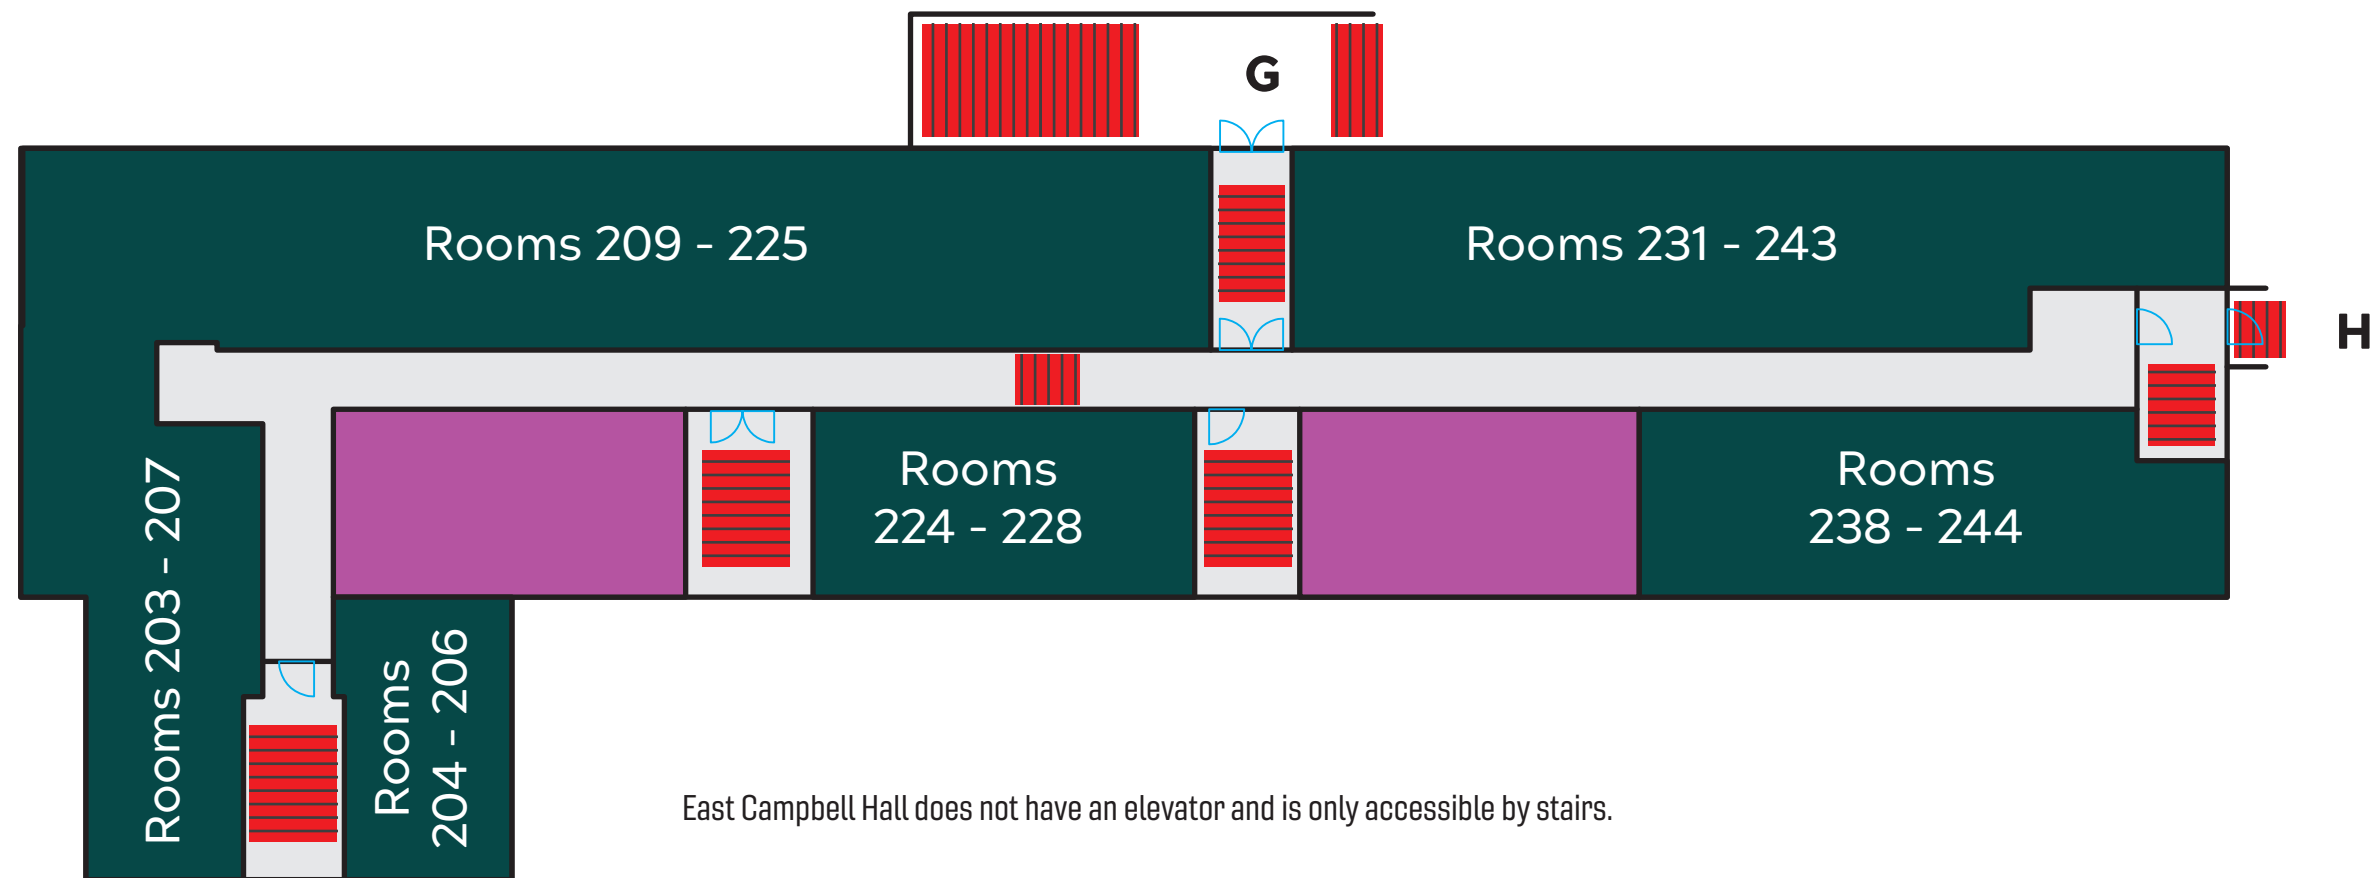 G
Rooms 209 - 225
Rooms 231 - 243
H
Rooms
224 - 228
Rooms
238 - 244
Rooms 203 - 207
Rooms
204 - 206
East Campbell Hall does not have an elevator and is only accessible by stairs.